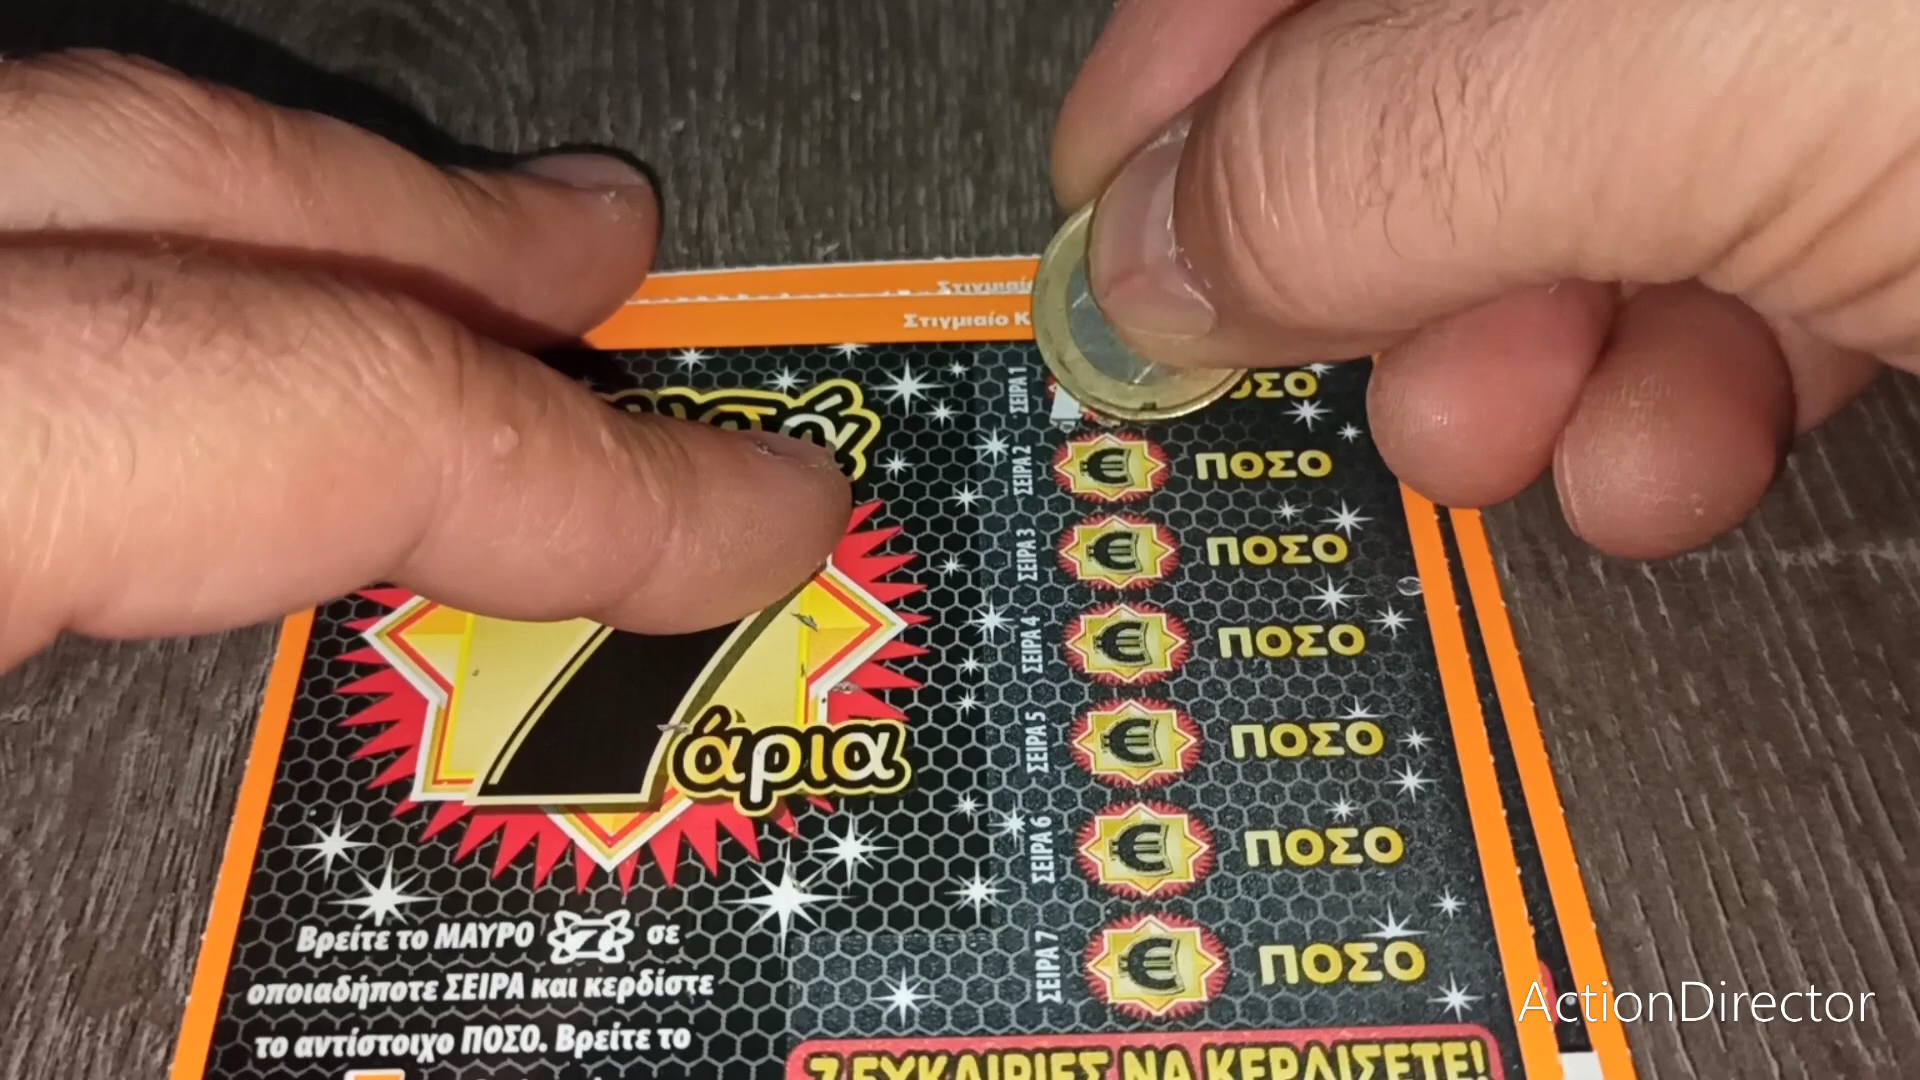 Στιγμιαίο
ΣΕΙΡΑ 1
ΣΕΙΡΑ 2 ΠΟΣΟ
ΣΕΙΡΑ 3 ΠΟΣΟ
ΣΕΙΡΑ 4 ΠΟΣΟ
ΣΕΙΡΑ 5 ΠΟΣΟ
ΣΕΙΡΑ 6 ΠΟΣΟ
ΣΕΙΡΑ 7 ΠΟΣΟ
7
άρια
Βρείτε το ΜΑΥΡΟ 7 σε
οποιαδήποτε ΣΕΙΡΑ και κερδίστε
το αντίστοιχο ΠΟΣΟ. Βρείτε το
7 ΕΥΚΑΙΡΙΕΣ ΝΑ ΚΕΡΔΙΣΕΤΕ!
ActionDirector